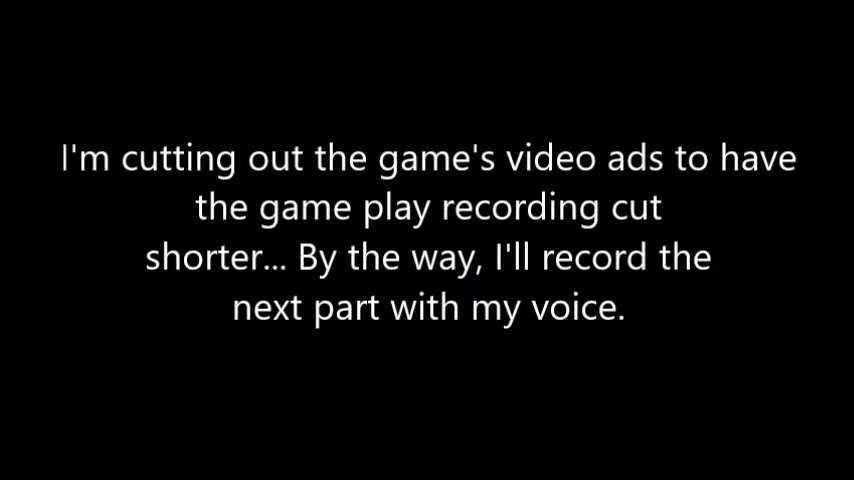 I'm cutting out the game's video ads to have
the game play recording cut
shorter... By the way, I'll record the
next part with my voice.